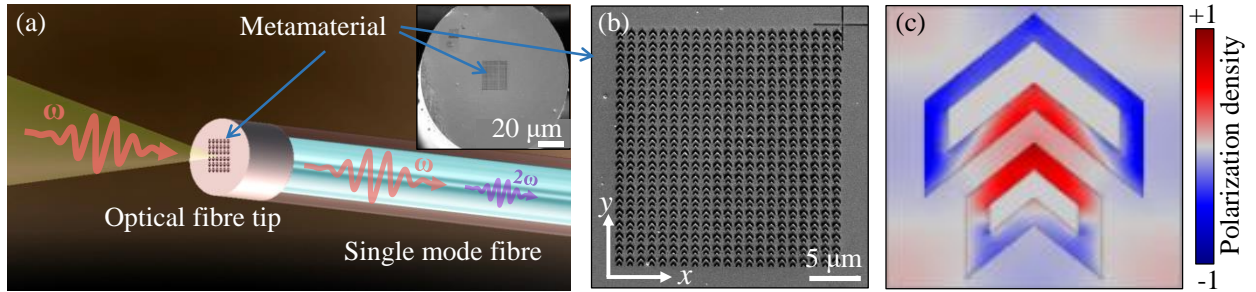 (a)
Metamaterial
ω
20 μm
ω
2ω
Optical fibre tip
Single mode fibre
(b)
y
x
5 μm
(c)
+1
Polarization density
-1